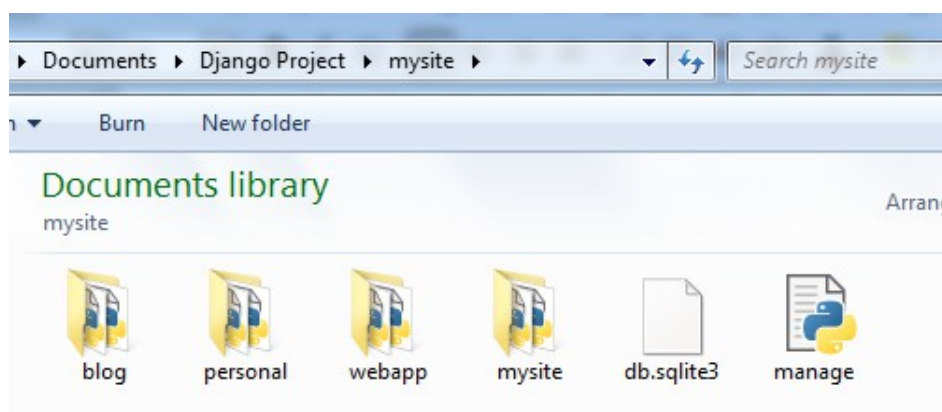 Documents Django Project mysite Search mysite
Burn New folder
Documents library
mysite
blog personal webapp mysite db.sqlite3 manage